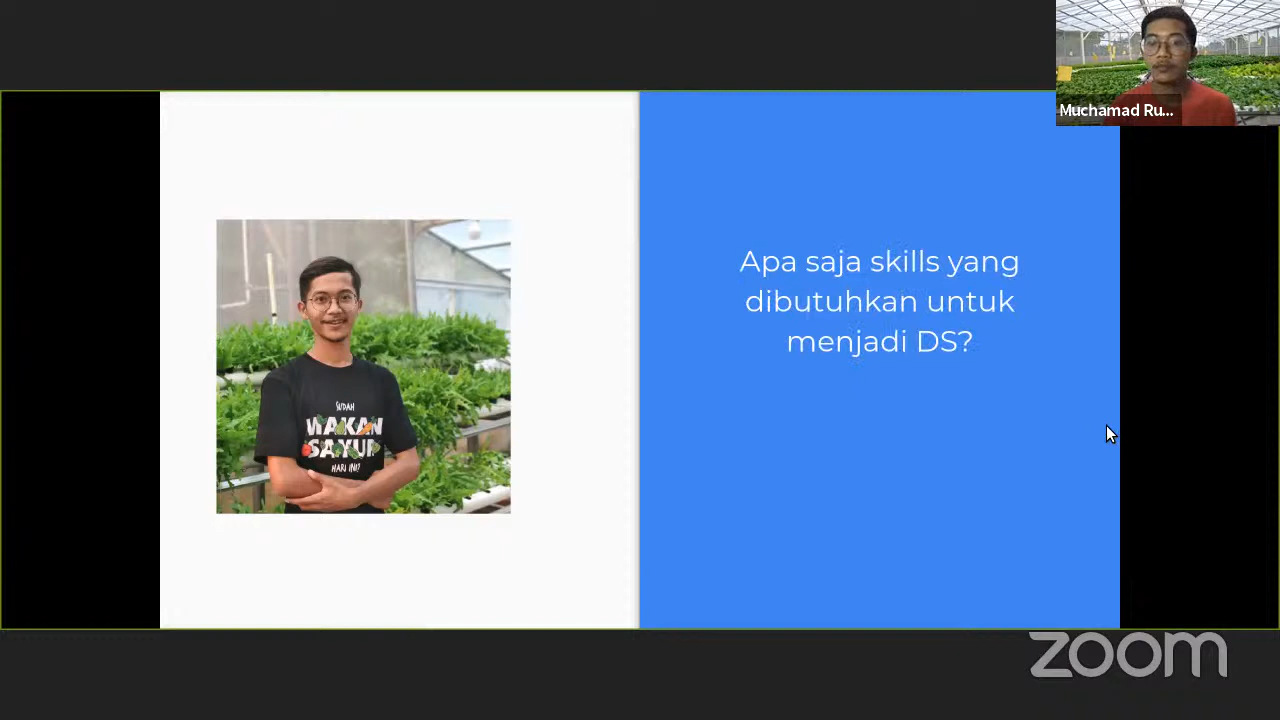 Muchamad Ru...
Apa saja skills yang
dibutuhkan untuk
menjadi DS?
SUDAH
MAKAN
SAYUR
HARI INI?
zoom